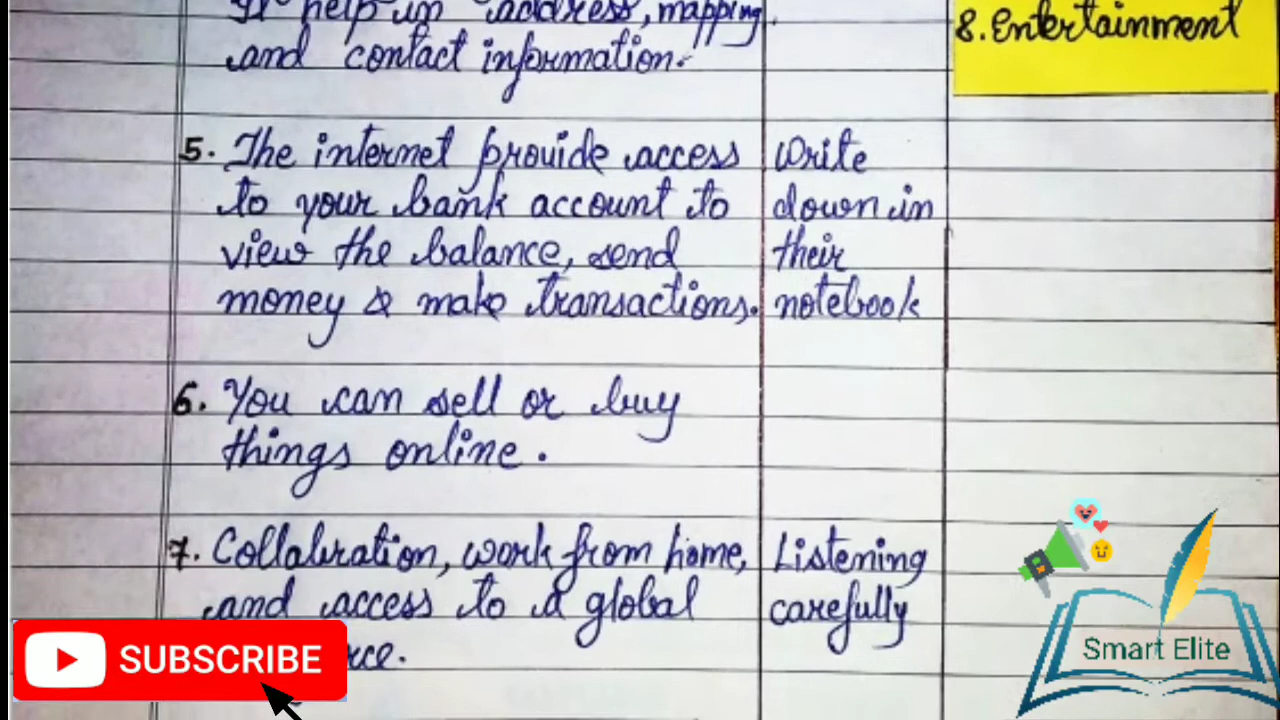 It help in address, mapping,
and contact information.
8. Entertainment
5. The internet provide access
to your bank account to
view the balance, send
money & make transactions.
Write
down in
their
notebook
6. You can sell or buy
things online.
7. Collabration, work from home,
and access to a global
Listening
carefully
SUBSCRIBE
Smart Elite